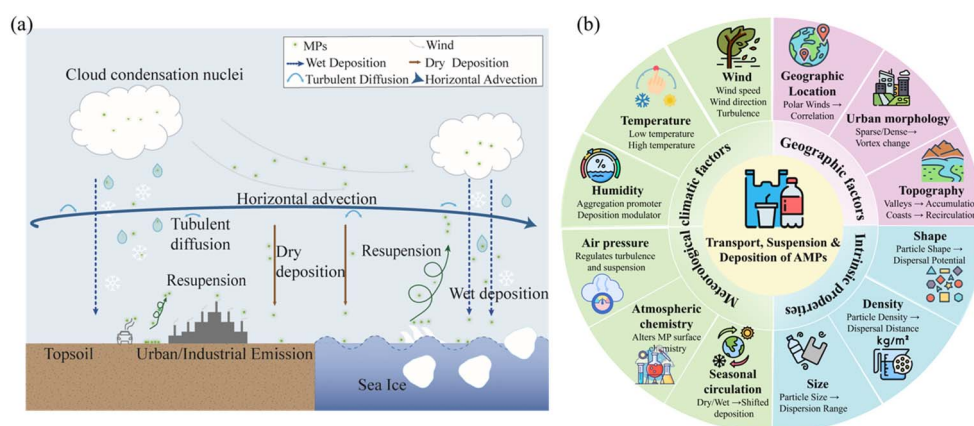 (a)
MPs
Wind
Wet Deposition
Dry Deposition
Turbulent Diffusion
Horizontal Advection
Cloud condensation nuclei
Horizontal advection
Tubulent
diffusion
Resupension
Dry
deposition
Resupension
Wet deposition
Topsoil
Urban/Industrial Emission
Sea Ice
(b)
Wind
Wind speed
Wind direction
Turbulence
Geographic
Location
Polar Winds →
Correlation
Temperature
Low temperature
High temperature
Urban morphology
Sparse/Dense→
Vortex change
Humidity
Aggregation promoter
Deposition modulator
Topography
Valleys → Accumulation
Coasts → Recirculation
Meteorological climatic factors
Geographic factors
Intrinsic properties
Transport, Suspension &
Deposition of AMPs
Air pressure
Regulates turbulence
and suspension
Shape
Particle Shape →
Dispersal Potential
Atmospheric
chemistry
Alters MP surface
chemistry
Density
Particle Density →
Dispersal Distance
kg/m³
Seasonal
circulation
Dry/Wet →Shifted
deposition
Size
Particle Size →
Dispersion Range